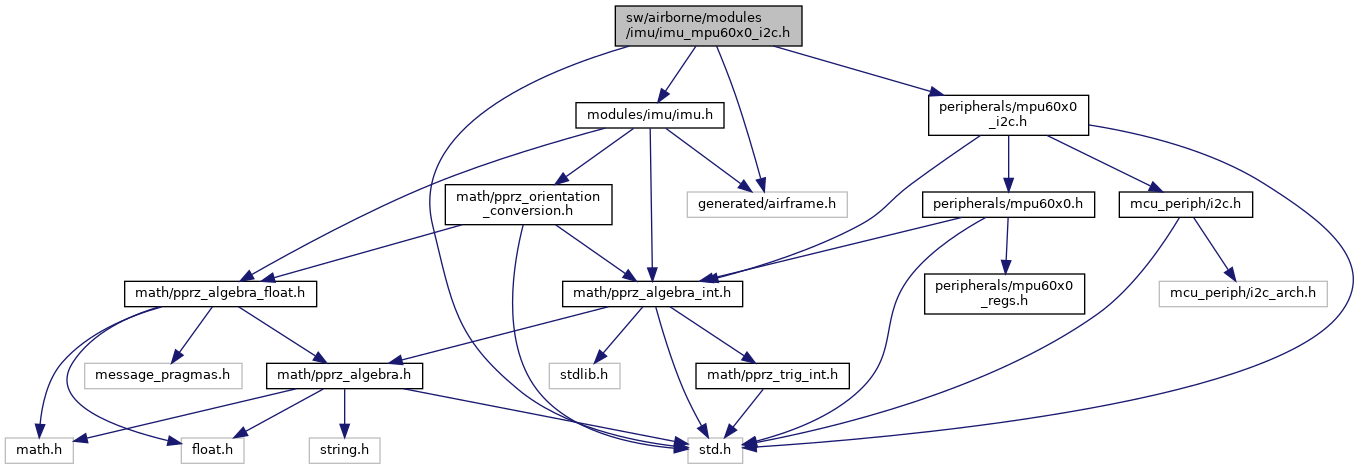 sw/airborne/modules
/imu/imu_mpu60x0_i2c.h
modules/imu/imu.h
peripherals/mpu60x0
_i2c.h
math/pprz_orientation
_conversion.h
generated/airframe.h
peripherals/mpu60x0.h
mcu_periph/i2c.h
math/pprz_algebra_float.h
math/pprz_algebra_int.h
peripherals/mpu60x0
_regs.h
mcu_periph/i2c_arch.h
message_pragmas.h
math/pprz_algebra.h
stdlib.h
math/pprz_trig_int.h
math.h
float.h
string.h
std.h